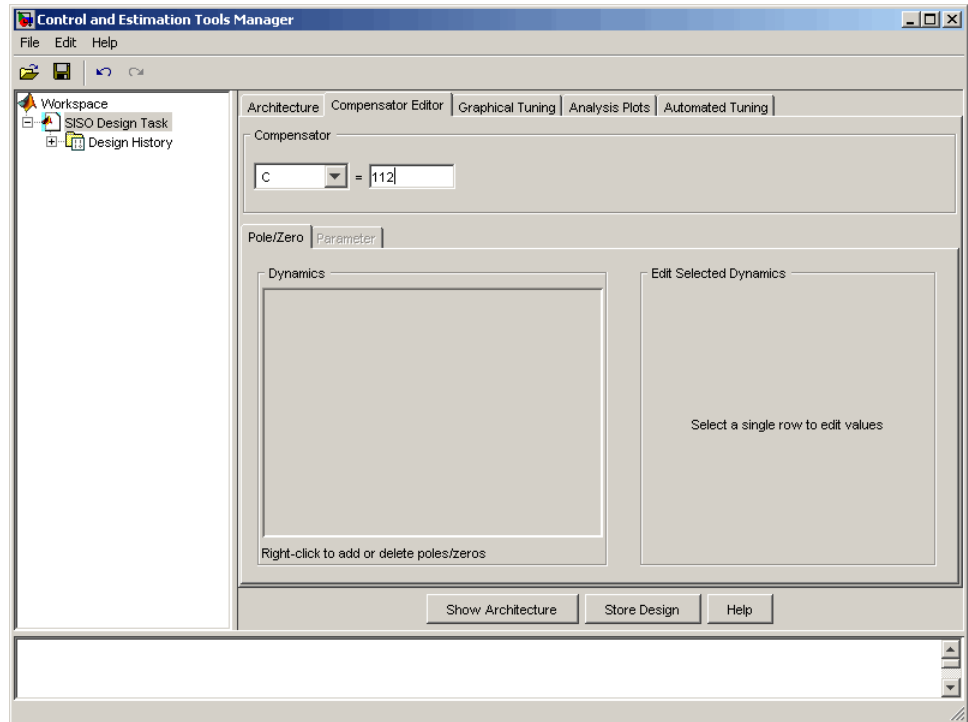 Control and Estimation Tools Manager
File Edit Help
Workspace
SISO Design Task
Design History
Architecture Compensator Editor Graphical Tuning Analysis Plots Automated Tuning
Compensator
C = 112
Pole/Zero Parameter
Dynamics
Edit Selected Dynamics
Select a single row to edit values
Right-click to add or delete poles/zeros
Show Architecture Store Design Help